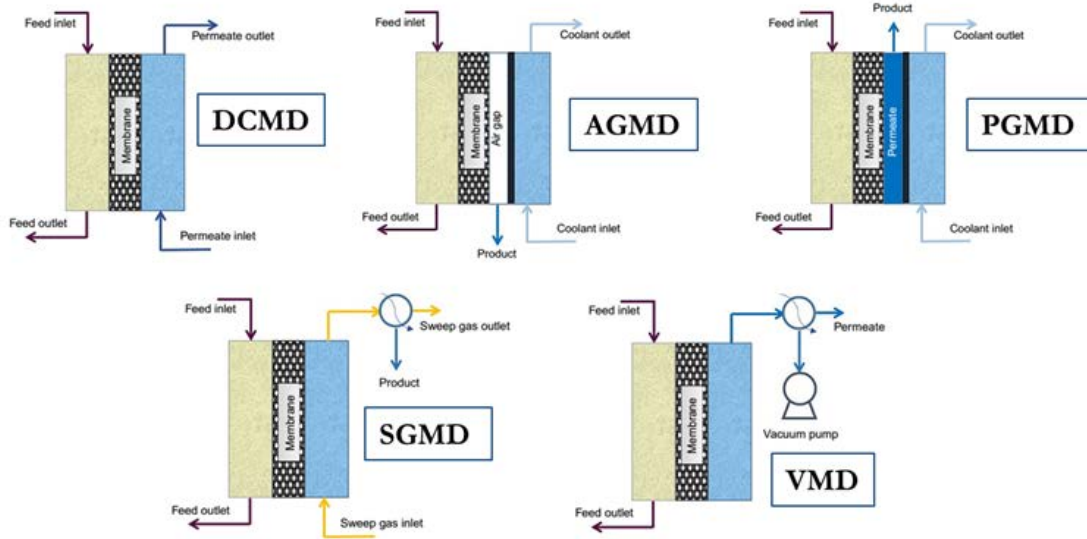 Feed inlet
Permeate outlet
Membrane
DCMD
Feed outlet
Permeate inlet
Feed inlet
Coolant outlet
Membrane
Air gap
AGMD
Feed outlet
Coolant inlet
Product
Product
Feed inlet
Coolant outlet
Membrane
Permeate
PGMD
Feed outlet
Coolant inlet
Feed inlet
Sweep gas outlet
Product
Membrane
SGMD
Feed outlet
Sweep gas inlet
Feed inlet
Permeate
Membrane
Vacuum pump
VMD
Feed outlet